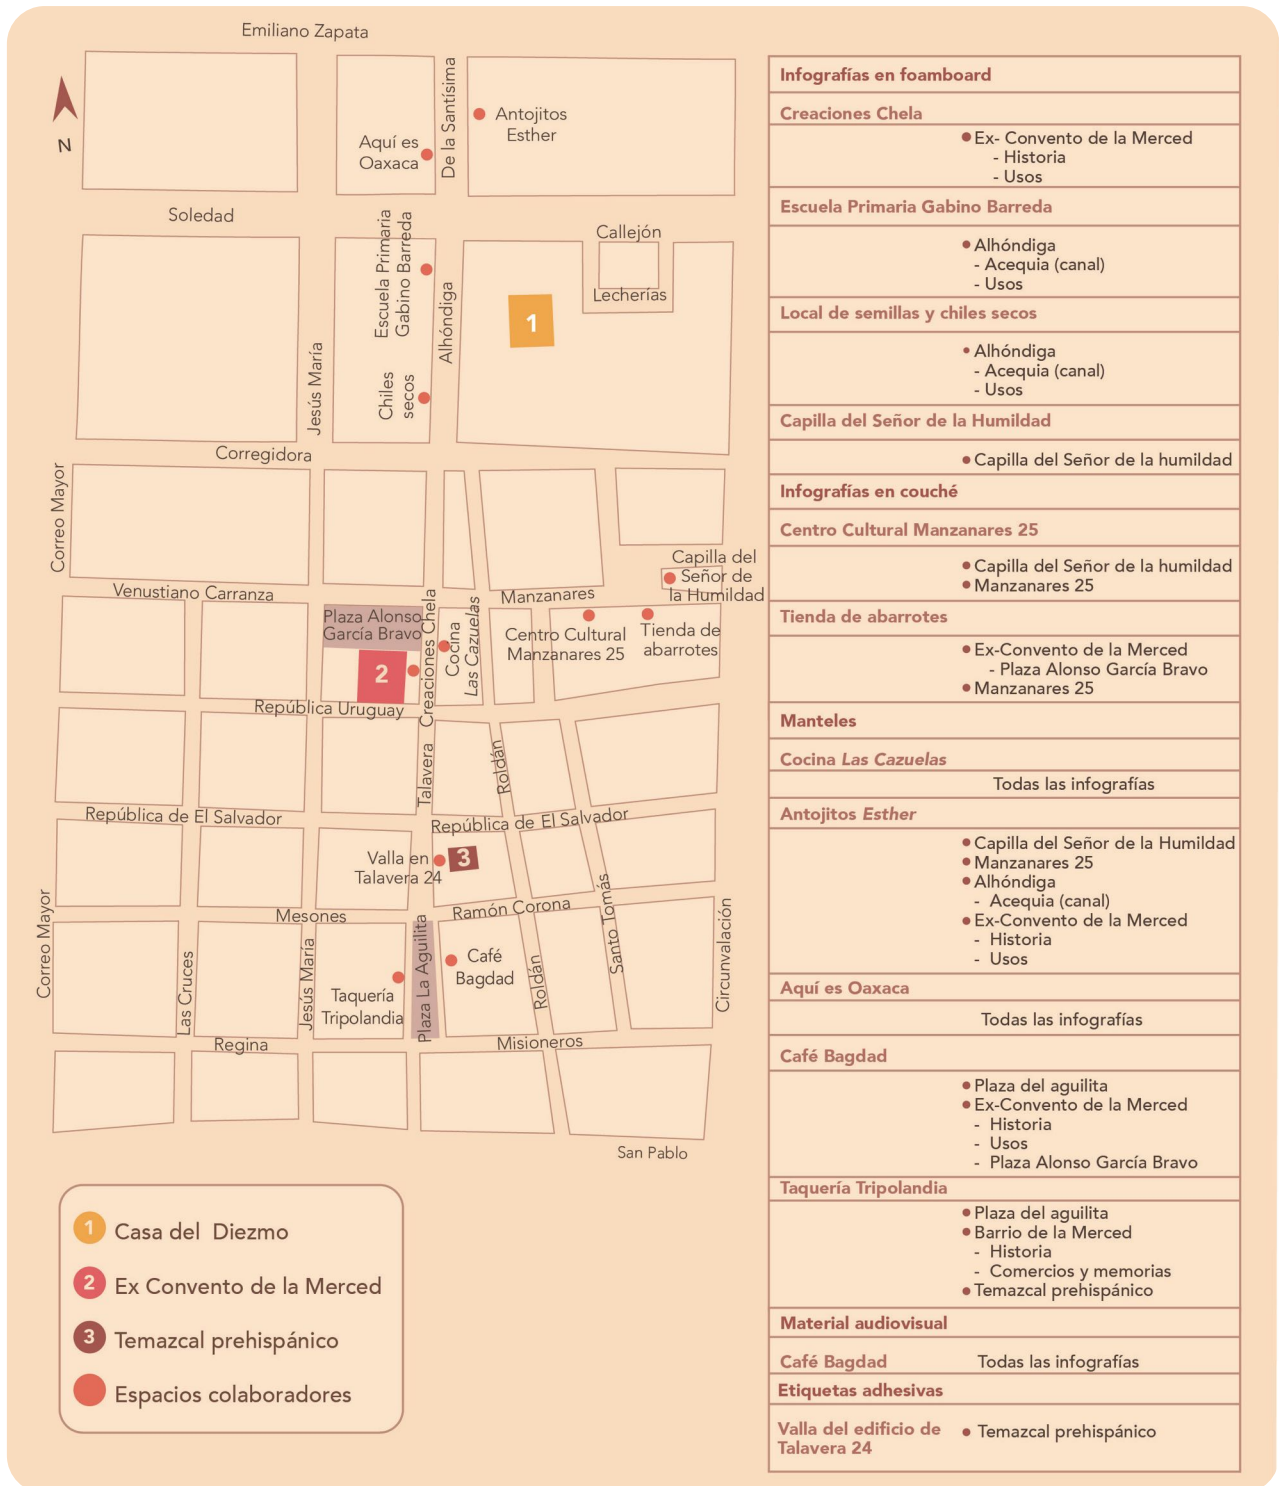 Emiliano Zapata
N
De la Santísima
Antojitos
Esther
Aquí es
Oaxaca
Soledad
Escuela Primaria
Gabino Barreda
Callejón
Lecherías
Alhóndiga
1
Jesús María
Chiles
secos
Corregidora
Correo Mayor
Capilla del
Señor de
la Humildad
Venustiano Carranza
Manzanares
Plaza Alonso
García Bravo
Creaciones Chela
Cocina
Las Cazuelas
Centro Cultural
Manzanares 25
Tienda de
abarrotes
2
República Uruguay
Talavera
Roldán
República de El Salvador
República de El Salvador
Valla en
Talavera 24
3
Mesones
Ramón Corona
Santo Tomás
Correo Mayor
Las Cruces
Jesús María
Plaza La Aguilita
Café
Bagdad
Roldán
Circunvalación
Taquería
Tripolandia
Regina
Misioneros
San Pablo
1 Casa del Diezmo
2 Ex Convento de la Merced
3 Temazcal prehispánico
Espacios colaboradores
Infografías en foamboard
Creaciones Chela
• Ex- Convento de la Merced
- Historia
- Usos
Escuela Primaria Gabino Barreda
• Alhóndiga
- Acequia (canal)
- Usos
Local de semillas y chiles secos
• Alhóndiga
- Acequia (canal)
- Usos
Capilla del Señor de la Humildad
• Capilla del Señor de la humildad
Infografías en couché
Centro Cultural Manzanares 25
• Capilla del Señor de la humildad
• Manzanares 25
Tienda de abarrotes
• Ex-Convento de la Merced
- Plaza Alonso García Bravo
• Manzanares 25
Manteles
Cocina Las Cazuelas
Todas las infografías
Antojitos Esther
• Capilla del Señor de la Humildad
• Manzanares 25
• Alhóndiga
- Acequia (canal)
• Ex-Convento de la Merced
- Historia
- Usos
Aquí es Oaxaca
Todas las infografías
Café Bagdad
• Plaza del aguilita
• Ex-Convento de la Merced
- Historia
- Usos
- Plaza Alonso García Bravo
Taquería Tripolandia
• Plaza del aguilita
• Barrio de la Merced
- Historia
- Comercios y memorias
• Temazcal prehispánico
Material audiovisual
Café Bagdad Todas las infografías
Etiquetas adhesivas
Valla del edificio de
Talavera 24
• Temazcal prehispánico